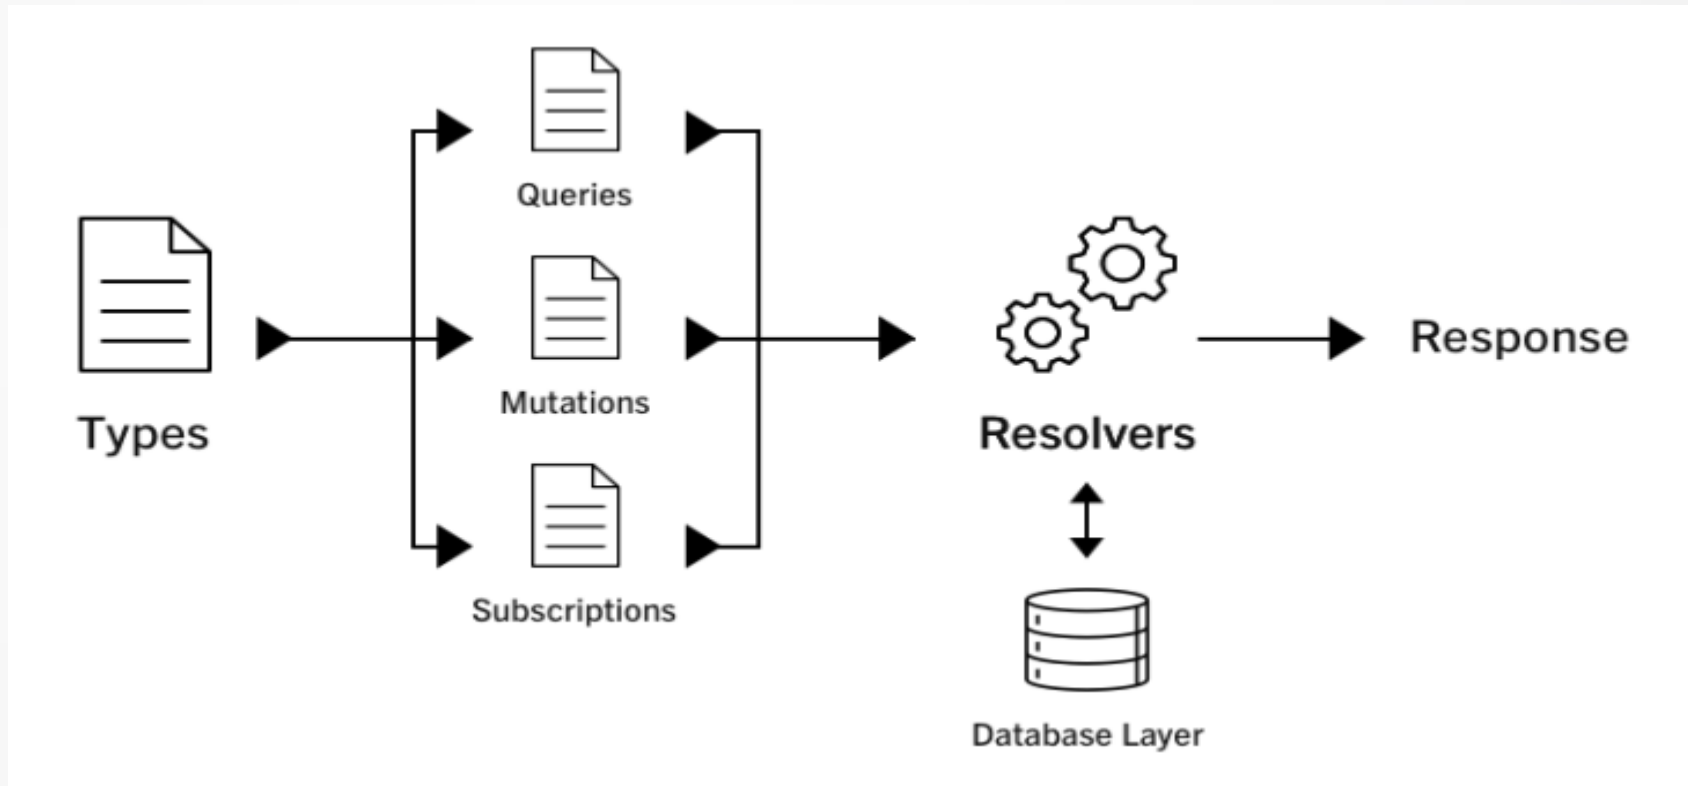 Types
Queries
Mutations
Subscriptions
Resolvers
Database Layer
Response